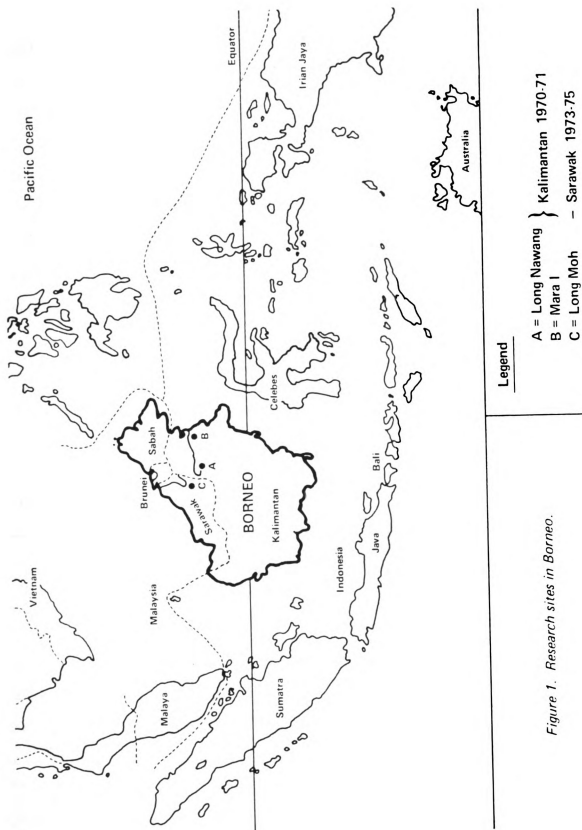 Pacific Ocean
Vietnam
Equator
Malaysia
Malaya
Brunei
Sabah
Sarawak
C
B
A
BORNEO
Kalimantan
Celebes
Irian Jaya
Sumatra
Indonesia
Java
Bali
Australia
Figure 1. Research sites in Borneo.
Legend
A = Long Nawang } Kalimantan 1970-71
B = Mara I
C = Long Moh – Sarawak 1973-75